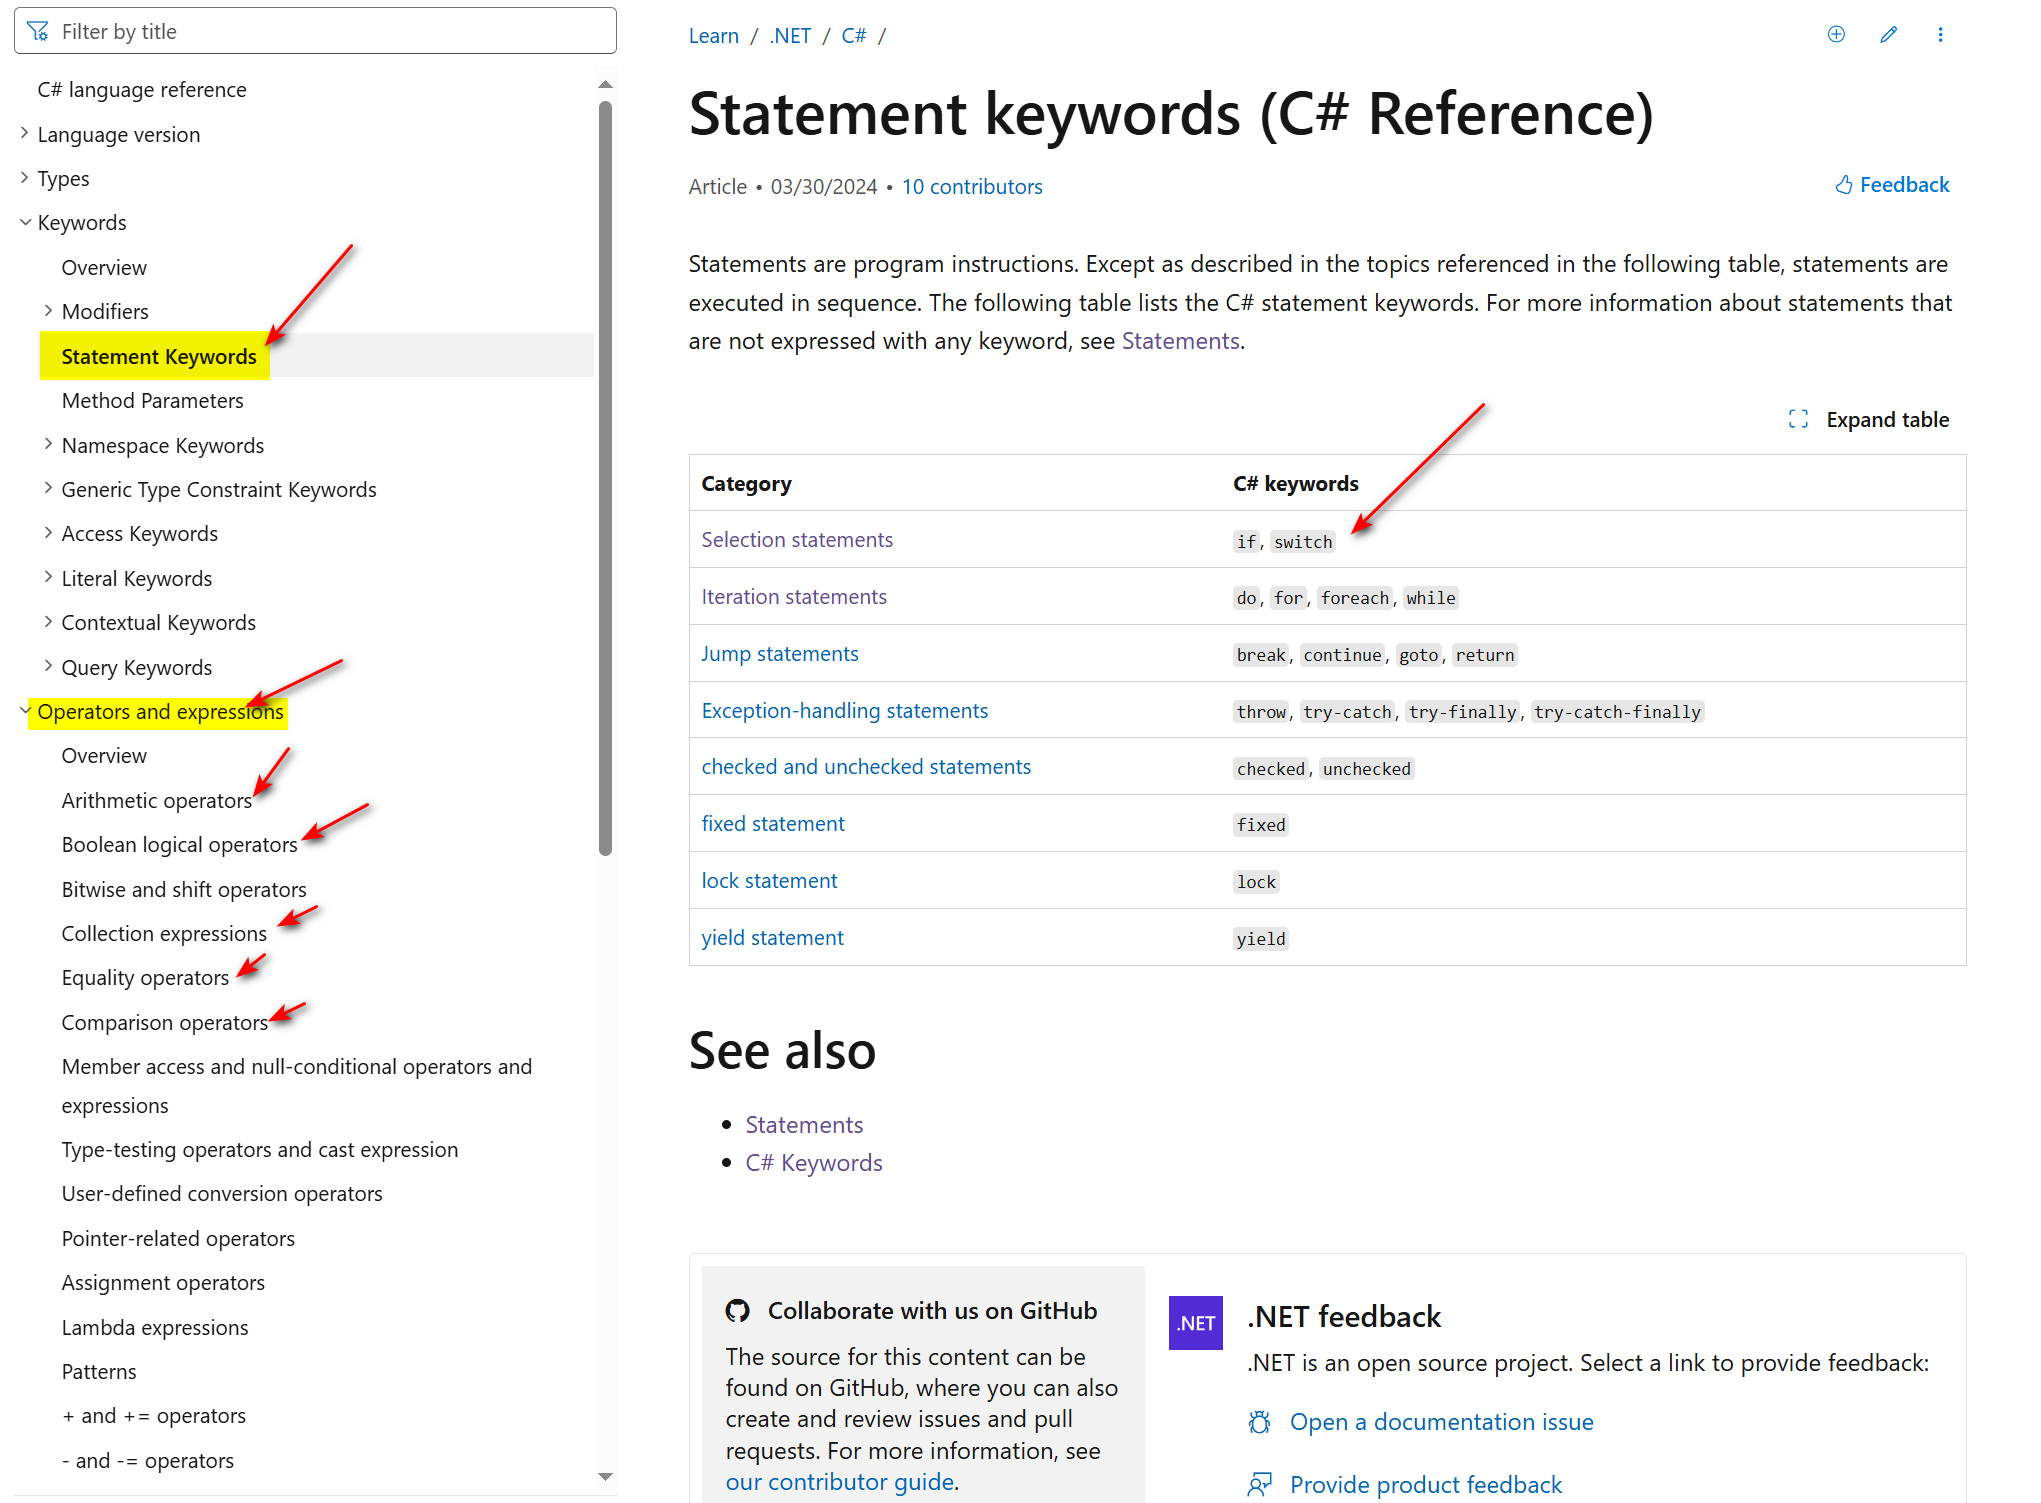 Filter by title
C# language reference
Language version
Types
Keywords
Overview
Modifiers
Statement Keywords
Method Parameters
Namespace Keywords
Generic Type Constraint Keywords
Access Keywords
Literal Keywords
Contextual Keywords
Query Keywords
Operators and expressions
Overview
Arithmetic operators
Boolean logical operators
Bitwise and shift operators
Collection expressions
Equality operators
Comparison operators
Member access and null-conditional operators and
expressions
Type-testing operators and cast expression
User-defined conversion operators
Pointer-related operators
Assignment operators
Lambda expressions
Patterns
+ and += operators
- and -= operators
Learn / .NET / C# /
Statement keywords (C# Reference)
Article • 03/30/2024 • 10 contributors
Feedback
Statements are program instructions. Except as described in the topics referenced in the following table, statements are
executed in sequence. The following table lists the C# statement keywords. For more information about statements that
are not expressed with any keyword, see Statements.
Expand table
Category C# keywords
Selection statements if, switch
Iteration statements do, for, foreach, while
Jump statements break, continue, goto, return
Exception-handling statements throw, try-catch, try-finally, try-catch-finally
checked and unchecked statements checked, unchecked
fixed statement fixed
lock statement lock
yield statement yield
See also
• Statements
• C# Keywords
Collaborate with us on GitHub
The source for this content can be
found on GitHub, where you can also
create and review issues and pull
requests. For more information, see
our contributor guide.
.NET
.NET feedback
.NET is an open source project. Select a link to provide feedback:
Open a documentation issue
Provide product feedback